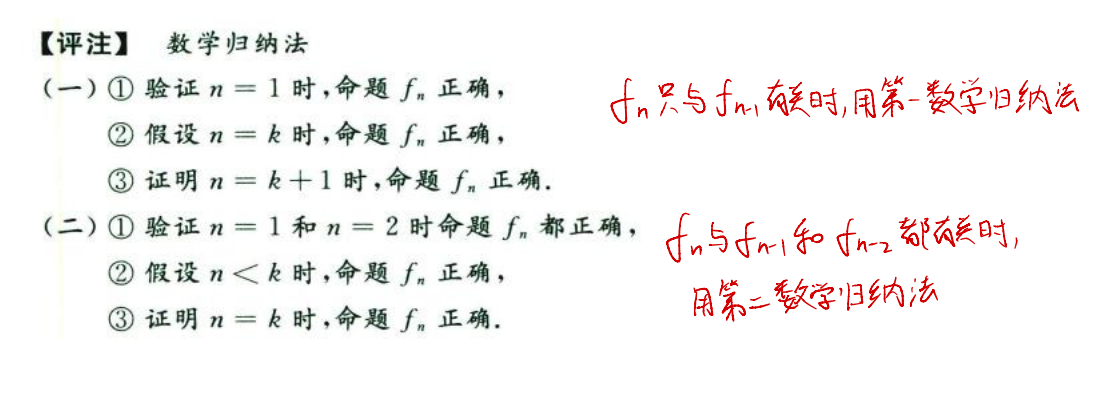 【评注】 数学归纳法
(一)① 验证 n = 1 时,命题 fₙ 正确,
fₙ只与fₙ₋₁有关时,用第一数学归纳法
② 假设 n = k 时,命题 fₙ 正确,
③ 证明 n = k + 1 时,命题 fₙ 正确.
(二)① 验证 n = 1 和 n = 2 时命题 fₙ 都正确,
fₙ与fₙ₋₁和fₙ₋₂都有关时,
② 假设 n < k 时,命题 fₙ 正确,
用第二数学归纳法
③ 证明 n = k 时,命题 fₙ 正确.